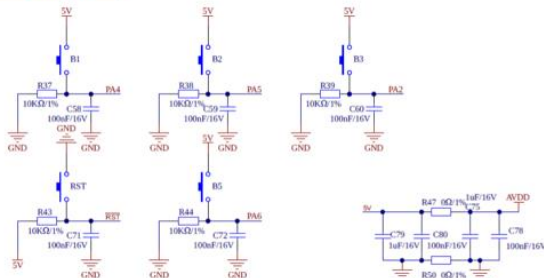 5V
5V
5V
B1
B2
B3
R37
PA4
R38
PA5
R39
PA2
10KΩ/1%
C58
10KΩ/1%
C59
10KΩ/1%
C60
100nF/16V
100nF/16V
100nF/16V
GND
GND
GND
GND
GND
GND
GND
5V
RST
B5
R47 0Ω/1%
1uF/16V
AVDD
C75
R43
RST
R44
PA6
10KΩ/1%
C71
10KΩ/1%
C72
C79
C80
C78
100nF/16V
100nF/16V
1uF/16V
100nF/16V
100nF/16V
5V
GND
GND
GND
R50 0Ω/1%